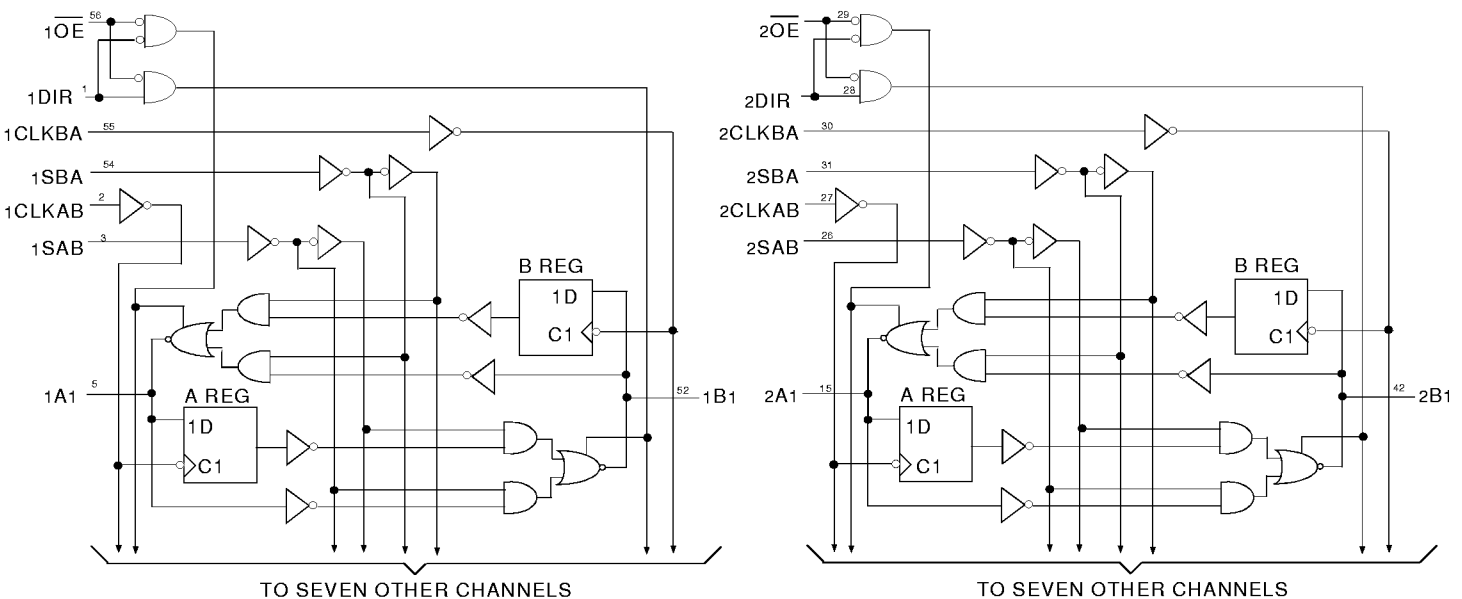 56
1OE
1
1DIR
55
1CLKBA
54
1SBA
2
1CLKAB
3
1SAB
B REG
1D
C1
5
1A1
52
1B1
A REG
1D
C1
TO SEVEN OTHER CHANNELS
29
2OE
28
2DIR
30
2CLKBA
31
2SBA
27
2CLKAB
26
2SAB
B REG
1D
C1
15
2A1
42
2B1
A REG
1D
C1
TO SEVEN OTHER CHANNELS